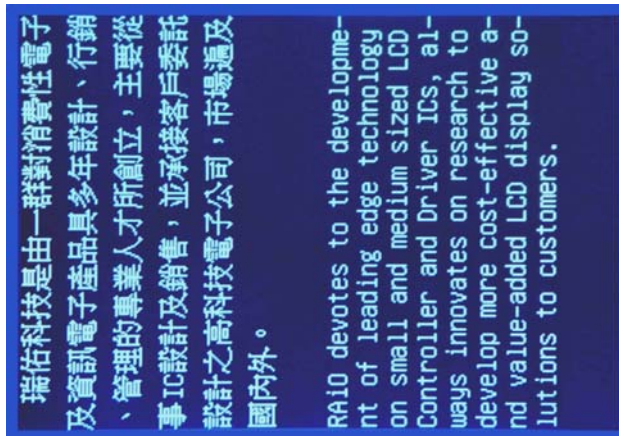 瑞佑科技是由一群對消費性電子
及資訊電子產品具多年設計、行銷
、管理的專業人才所創立，主要從
事IC設計及銷售，並承接客戶委託
設計之高科技電子公司，市場遍及
國內外。
RAiO devotes to the developme-
nt of leading edge technology
on small and medium sized LCD
Controller and Driver ICs, al-
ways innovates on research to
develop more cost-effective a-
nd value-added LCD display so-
lutions to customers.